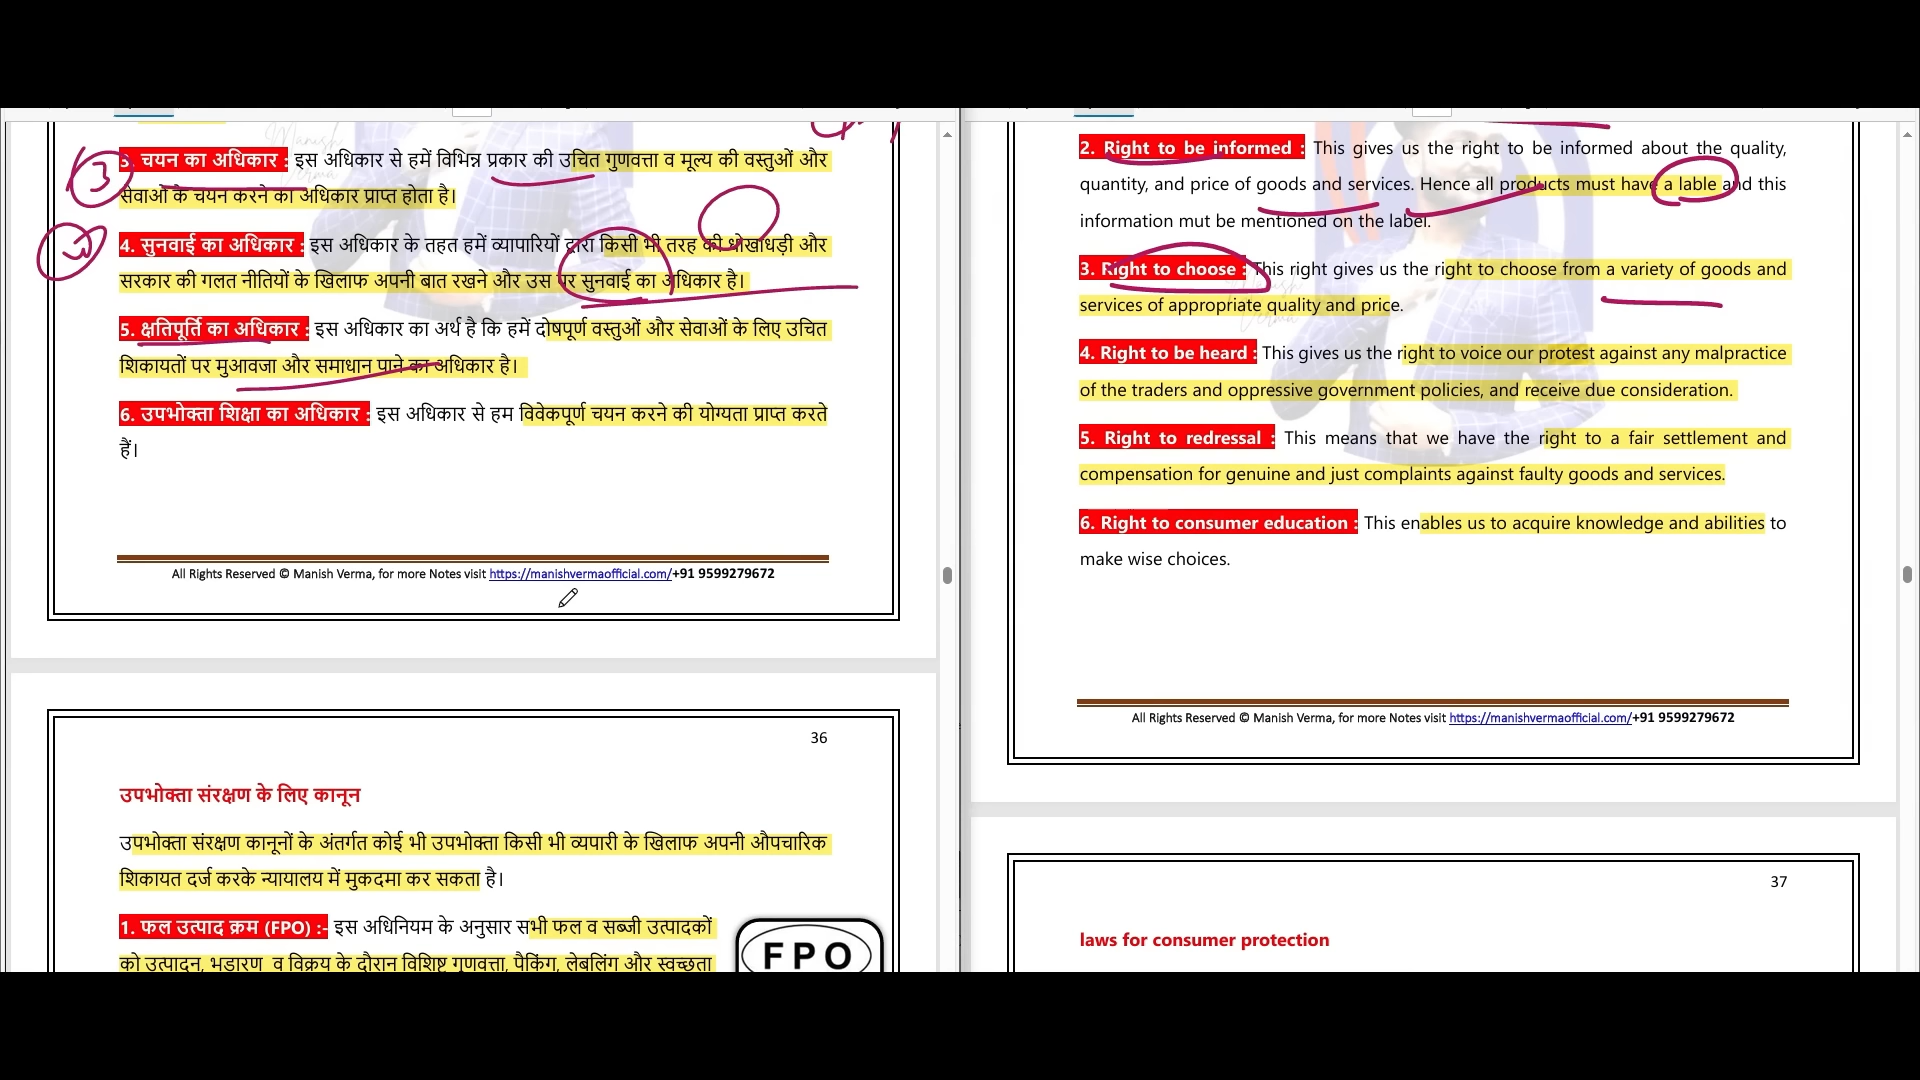 3. चयन का अधिकार : इस अधिकार से हमें विभिन्न प्रकार की उचित गुणवत्ता व मूल्य की वस्तुओं और
सेवाओं के चयन करने का अधिकार प्राप्त होता है।
4. सुनवाई का अधिकार : इस अधिकार के तहत हमें व्यापारियों द्वारा किसी भी तरह की धोखाधड़ी और
सरकार की गलत नीतियों के खिलाफ अपनी बात रखने और उस पर सुनवाई का अधिकार है।
5. क्षतिपूर्ति का अधिकार : इस अधिकार का अर्थ है कि हमें दोषपूर्ण वस्तुओं और सेवाओं के लिए उचित
शिकायतों पर मुआवजा और समाधान पाने का अधिकार है।
6. उपभोक्ता शिक्षा का अधिकार : इस अधिकार से हम विवेकपूर्ण चयन करने की योग्यता प्राप्त करते
हैं।
All Rights Reserved © Manish Verma, for more Notes visit https://manishvermaofficial.com/+91 9599279672
36
उपभोक्ता संरक्षण के लिए कानून
उपभोक्ता संरक्षण कानूनों के अंतर्गत कोई भी उपभोक्ता किसी भी व्यपारी के खिलाफ अपनी औपचारिक
शिकायत दर्ज करके न्यायालय में मुकदमा कर सकता है।
1. फल उत्पाद क्रम (FPO) :- इस अधिनियम के अनुसार सभी फल व सब्जी उत्पादकों
को उत्पादन, भडारण व विक्रय के दौरान विशिष्ट गुणवत्ता, पैकिंग, लेबलिंग और स्वच्छता
FPO
2. Right to be informed : This gives us the right to be informed about the quality,
quantity, and price of goods and services. Hence all products must have a lable and this
information mut be mentioned on the label.
3. Right to choose : This right gives us the right to choose from a variety of goods and
services of appropriate quality and price.
4. Right to be heard : This gives us the right to voice our protest against any malpractice
of the traders and oppressive government policies, and receive due consideration.
5. Right to redressal : This means that we have the right to a fair settlement and
compensation for genuine and just complaints against faulty goods and services.
6. Right to consumer education : This enables us to acquire knowledge and abilities to
make wise choices.
All Rights Reserved © Manish Verma, for more Notes visit https://manishvermaofficial.com/+91 9599279672
37
laws for consumer protection